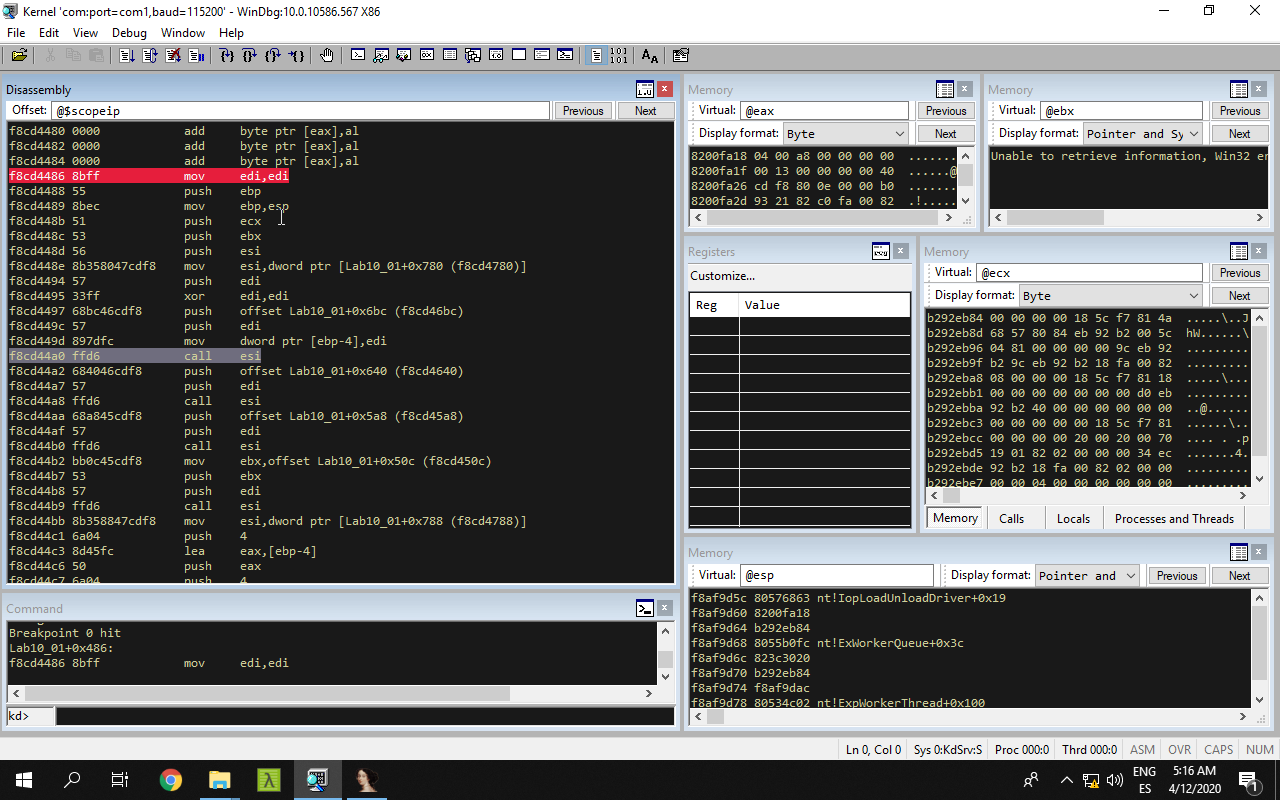 Kernel 'com:port=com1,baud=115200' - WinDbg:10.0.10586.567 X86
File Edit View Debug Window Help
Disassembly
Offset: @$scopeip Previous Next
f8cd4480 0000 add byte ptr [eax],al
f8cd4482 0000 add byte ptr [eax],al
f8cd4484 0000 add byte ptr [eax],al
f8cd4486 8bff mov edi,edi
f8cd4488 55 push ebp
f8cd4489 8bec mov ebp,esp
f8cd448b 51 push ecx
f8cd448c 53 push ebx
f8cd448d 56 push esi
f8cd448e 8b358047cdf8 mov esi,dword ptr [Lab10_01+0x780 (f8cd4780)]
f8cd4494 57 push edi
f8cd4495 33ff xor edi,edi
f8cd4497 68bc46cdf8 push offset Lab10_01+0x6bc (f8cd46bc)
f8cd449c 57 push edi
f8cd449d 897dfc mov dword ptr [ebp-4],edi
f8cd44a0 ffd6 call esi
f8cd44a2 684046cdf8 push offset Lab10_01+0x640 (f8cd4640)
f8cd44a7 57 push edi
f8cd44a8 ffd6 call esi
f8cd44aa 68a845cdf8 push offset Lab10_01+0x5a8 (f8cd45a8)
f8cd44af 57 push edi
f8cd44b0 ffd6 call esi
f8cd44b2 bb0c45cdf8 mov ebx,offset Lab10_01+0x50c (f8cd450c)
f8cd44b7 53 push ebx
f8cd44b8 57 push edi
f8cd44b9 ffd6 call esi
f8cd44bb 8b358847cdf8 mov esi,dword ptr [Lab10_01+0x788 (f8cd4788)]
f8cd44c1 6a04 push 4
f8cd44c3 8d45fc lea eax,[ebp-4]
f8cd44c6 50 push eax
f8cd44c7 6a04 push 4
Command
Breakpoint 0 hit
Lab10_01+0x486:
f8cd4486 8bff mov edi,edi
kd>
Memory
Virtual: @eax Previous
Display format: Byte Next
8200fa18 04 00 a8 00 00 00 00 .......
8200fa1f 00 13 00 00 00 00 40 ......@
8200fa26 cd f8 80 0e 00 00 b0 .......
8200fa2d 93 21 82 c0 fa 00 82 .!.....
Memory
Virtual: @ebx Previous
Display format: Pointer and Sy Next
Unable to retrieve information, Win32 er
Registers
Customize...
Reg Value
Memory
Virtual: @ecx Previous
Display format: Byte Next
b292eb84 00 00 00 00 18 5c f7 81 4a .....\..J
b292eb8d 68 57 80 84 eb 92 b2 00 5c hW......\
b292eb96 04 81 00 00 00 00 9c eb 92 .........
b292eb9f b2 9c eb 92 b2 18 fa 00 82 .........
b292eba8 08 00 00 00 18 5c f7 81 18 .....\...
b292ebb1 00 00 00 00 00 00 00 d0 eb .........
b292ebba 92 b2 40 00 00 00 00 00 00 ..@......
b292ebc3 00 00 00 00 00 18 5c f7 81 ......\..
b292ebcc 00 00 00 00 20 00 20 00 70 .... . .p
b292ebd5 19 01 82 02 00 00 00 34 ec .......4.
b292ebde 92 b2 18 fa 00 82 02 00 00 .........
b292ebe7 00 00 04 00 00 00 00 00 00 .........
Memory Calls Locals Processes and Threads
Memory
Virtual: @esp Display format: Pointer and Previous Next
f8af9d5c 80576863 nt!IopLoadUnloadDriver+0x19
f8af9d60 8200fa18
f8af9d64 b292eb84
f8af9d68 8055b0fc nt!ExWorkerQueue+0x3c
f8af9d6c 823c3020
f8af9d70 b292eb84
f8af9d74 f8af9dac
f8af9d78 80534c02 nt!ExpWorkerThread+0x100
Ln 0, Col 0 Sys 0:KdSrv:S Proc 000:0 Thrd 000:0 ASM OVR CAPS NUM
ENG
ES
5:16 AM
4/12/2020
1